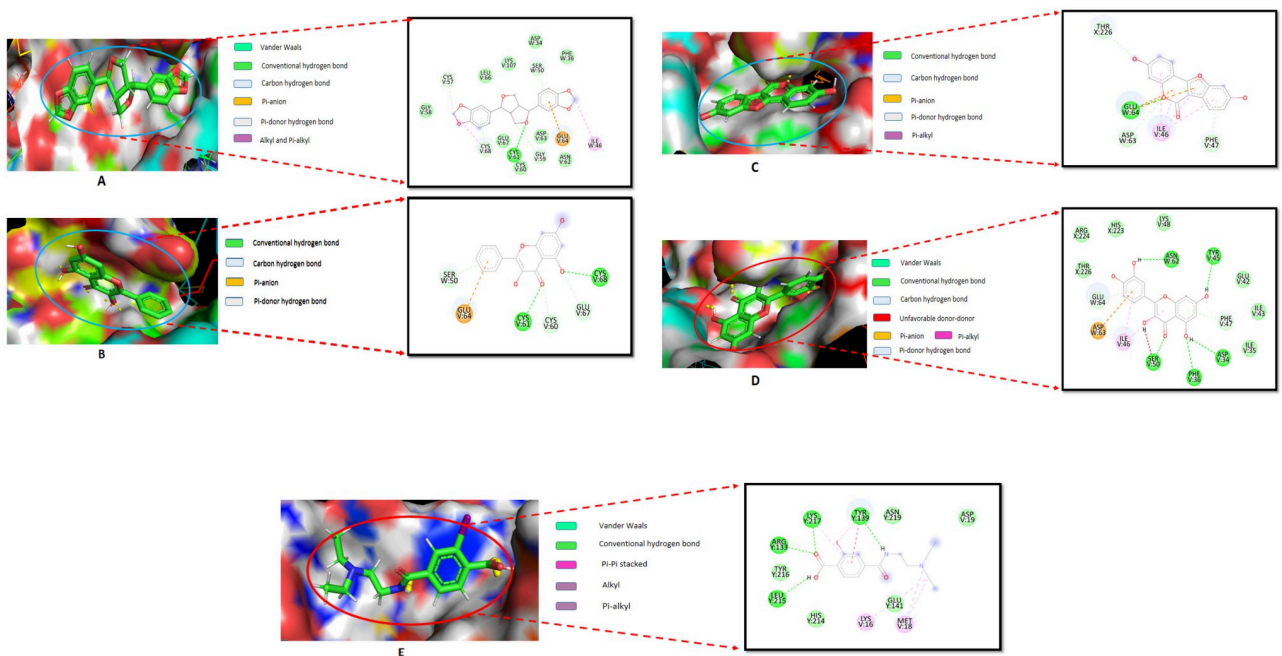 Vander Waals
Conventional hydrogen bond
Carbon hydrogen bond
Pi-anion
Pi-donor hydrogen bond
Alkyl and Pi-alkyl
A
ASP
W:34
PHE
W:36
LYS
V:107
SER
W:50
LEU
V:66
CYS
V:57
GLY
V:58
CYS
V:68
GLU
V:67
CYS
V:61
CYS
V:60
ASP
V:63
GLY
V:59
GLU
V:64
ASN
V:62
ILE
W:46
Conventional hydrogen bond
Carbon hydrogen bond
Pi-anion
Pi-donor hydrogen bond
B
SER
W:50
GLU
V:64
CYS
V:61
CYS
V:60
GLU
V:67
CYS
V:68
Conventional hydrogen bond
Carbon hydrogen bond
Pi-anion
Pi-donor hydrogen bond
Pi-alkyl
C
THR
X:226
GLU
W:64
ASP
W:63
ILE
V:46
PHE
V:47
Vander Waals
Conventional hydrogen bond
Carbon hydrogen bond
Unfavorable donor-donor
Pi-anion
Pi-alkyl
Pi-donor hydrogen bond
D
ARG
X:224
HIS
X:223
LYS
V:48
THR
X:226
ASN
W:62
TYR
V:45
GLU
V:42
GLU
W:64
PHE
V:47
ILE
V:43
ASP
W:63
ILE
V:46
SER
V:50
PHE
V:36
ASP
V:34
ILE
V:35
Vander Waals
Conventional hydrogen bond
Pi-Pi stacked
Alkyl
Pi-alkyl
E
LYS
Y:217
TYR
Y:139
ASN
Y:219
ASP
V:19
ARG
Y:133
TYR
Y:216
LEU
Y:215
HIS
Y:214
GLU
Y:141
LYS
V:16
MET
V:18